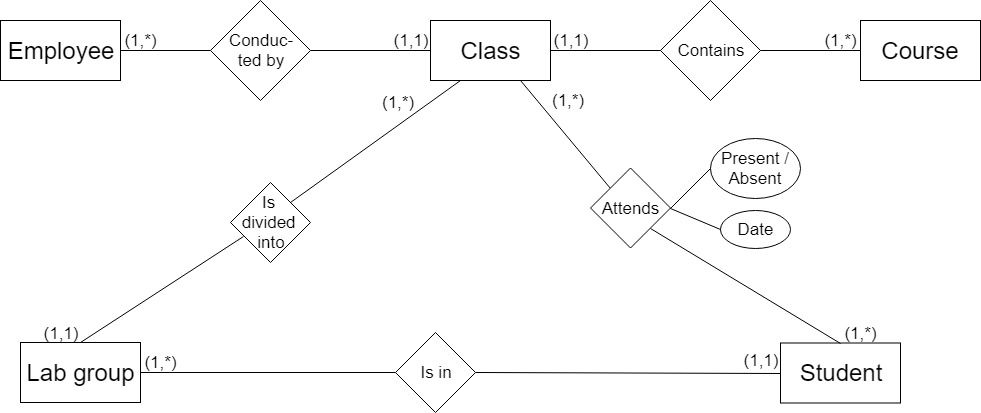 Employee
(1,*)
Conduc-
ted by
(1,1)
Class
(1,1)
Contains
(1,*)
Course
(1,*)
(1,*)
Is
divided
into
Attends
Present /
Absent
Date
(1,1)
Lab group
(1,*)
Is in
(1,1)
(1,*)
Student